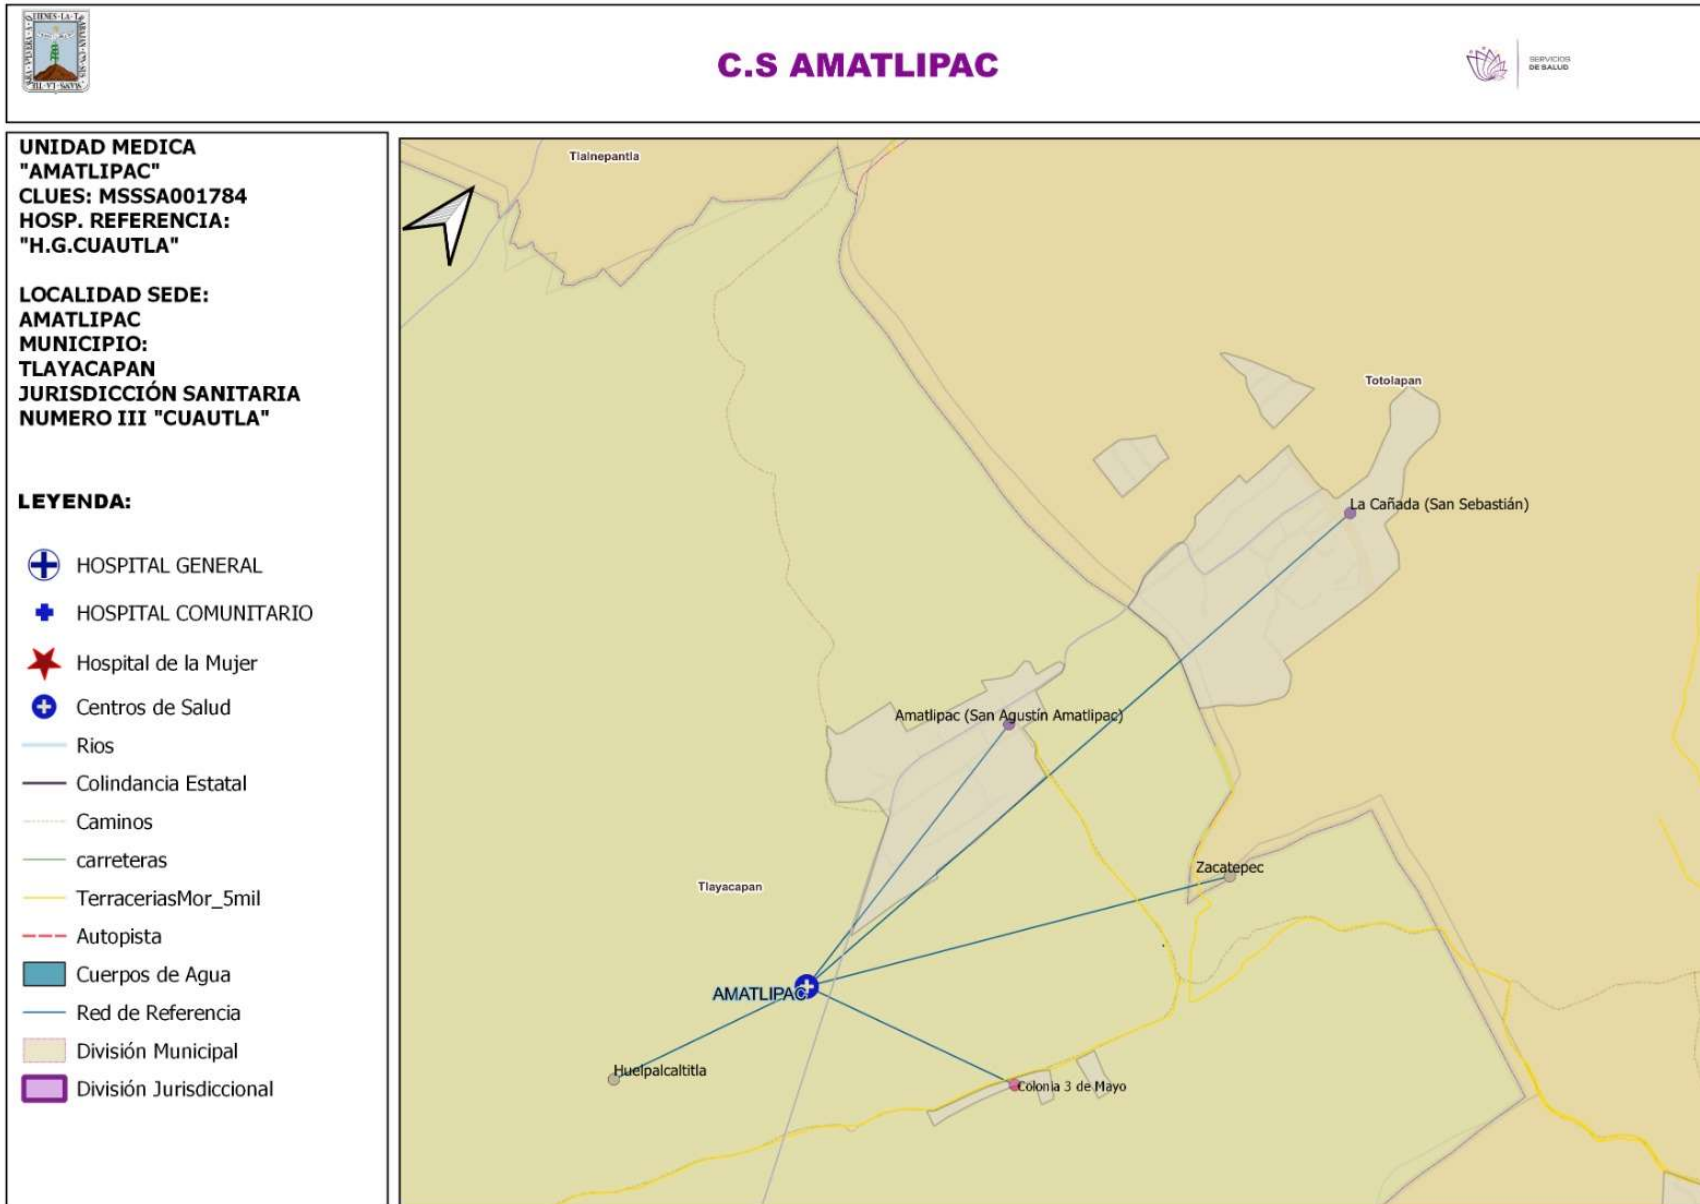 C.S AMATLIPAC
SERVICIOS
DE SALUD
UNIDAD MEDICA
"AMATLIPAC"
CLUES: MSSSA001784
HOSP. REFERENCIA:
"H.G.CUAUTLA"
LOCALIDAD SEDE:
AMATLIPAC
MUNICIPIO:
TLAYACAPAN
JURISDICCIÓN SANITARIA
NUMERO III "CUAUTLA"
LEYENDA:
HOSPITAL GENERAL
HOSPITAL COMUNITARIO
Hospital de la Mujer
Centros de Salud
Rios
Colindancia Estatal
Caminos
carreteras
TerraceriasMor_5mil
Autopista
Cuerpos de Agua
Red de Referencia
División Municipal
División Jurisdiccional
Tlalnepantla
Totolapan
La Cañada (San Sebastián)
Amatlipac (San Agustín Amatlipac)
Zacatepec
Tlayacapan
AMATLIPAC
Huelpalcaltitla
Colonia 3 de Mayo